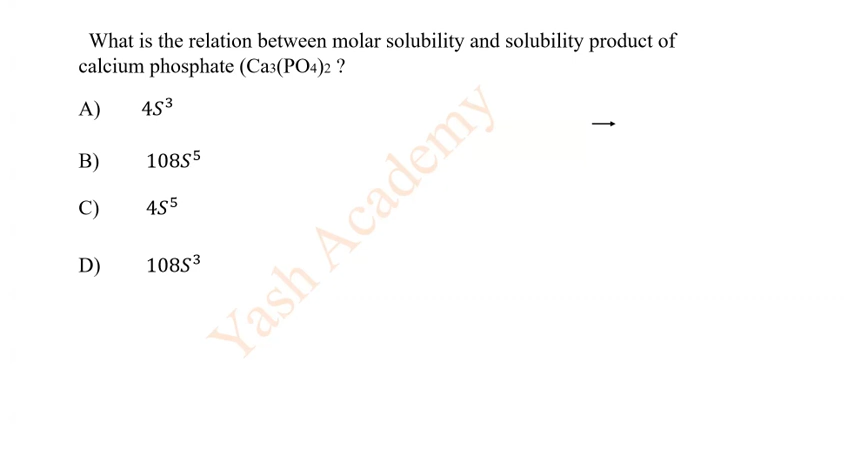 What is the relation between molar solubility and solubility product of
calcium phosphate (Ca3(PO4)2 ?
A) 4𝑆³
B) 108𝑆⁵
C) 4𝑆⁵
D) 108𝑆³
Yash Academy